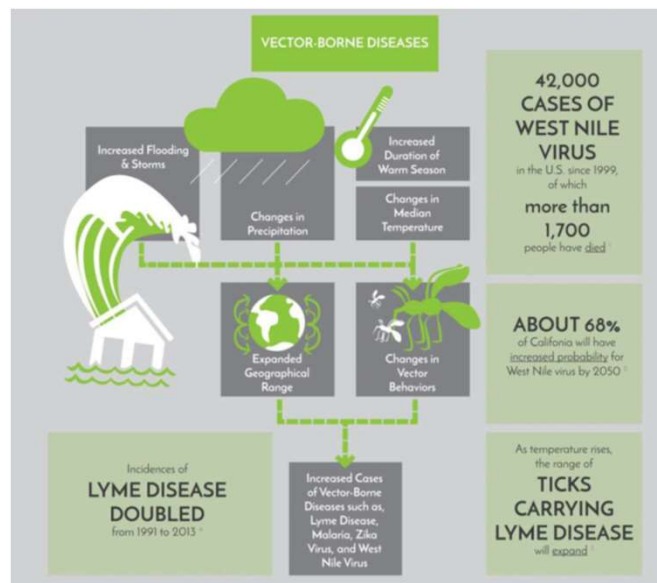 VECTOR-BORNE DISEASES
Increased Flooding
& Storms
Changes in
Precipitation
Increased
Duration of
Warm Season
Changes in
Median
Temperature
42,000
CASES OF
WEST NILE
VIRUS
in the U.S. since 1999,
of which
more than
1,700
people have died
Expanded
Geographical
Range
Changes in
Vector
Behaviors
ABOUT 68%
of Califonia will have
increased probability for
West Nile virus by 2050
Incidences of
LYME DISEASE
DOUBLED
from 1991 to 2013
Increased Cases
of Vector-Borne
Diseases such as,
Lyme Disease,
Malaria, Zika
Virus, and West
Nile Virus
As temperature rises,
the range of
TICKS
CARRYING
LYME DISEASE
will expand